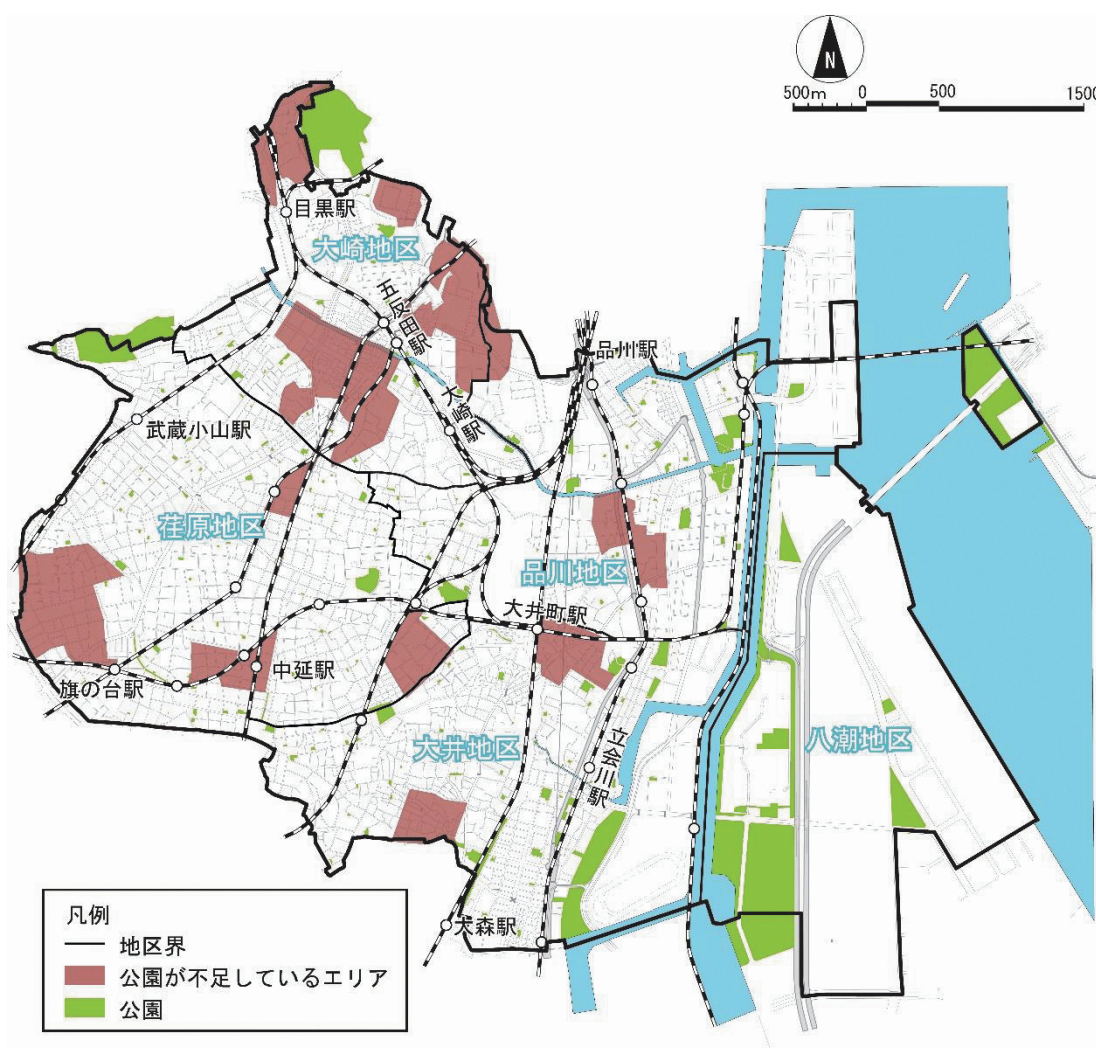 N
500m 0 500 1500
目黒駅
大崎地区
五反田駅
品川駅
大崎駅
武蔵小山駅
荏原地区
品川地区
大井町駅
中延駅
旗の台駅
八潮地区
大井地区
立会川駅
大森駅
凡例
地区界
公園が不足しているエリア
公園